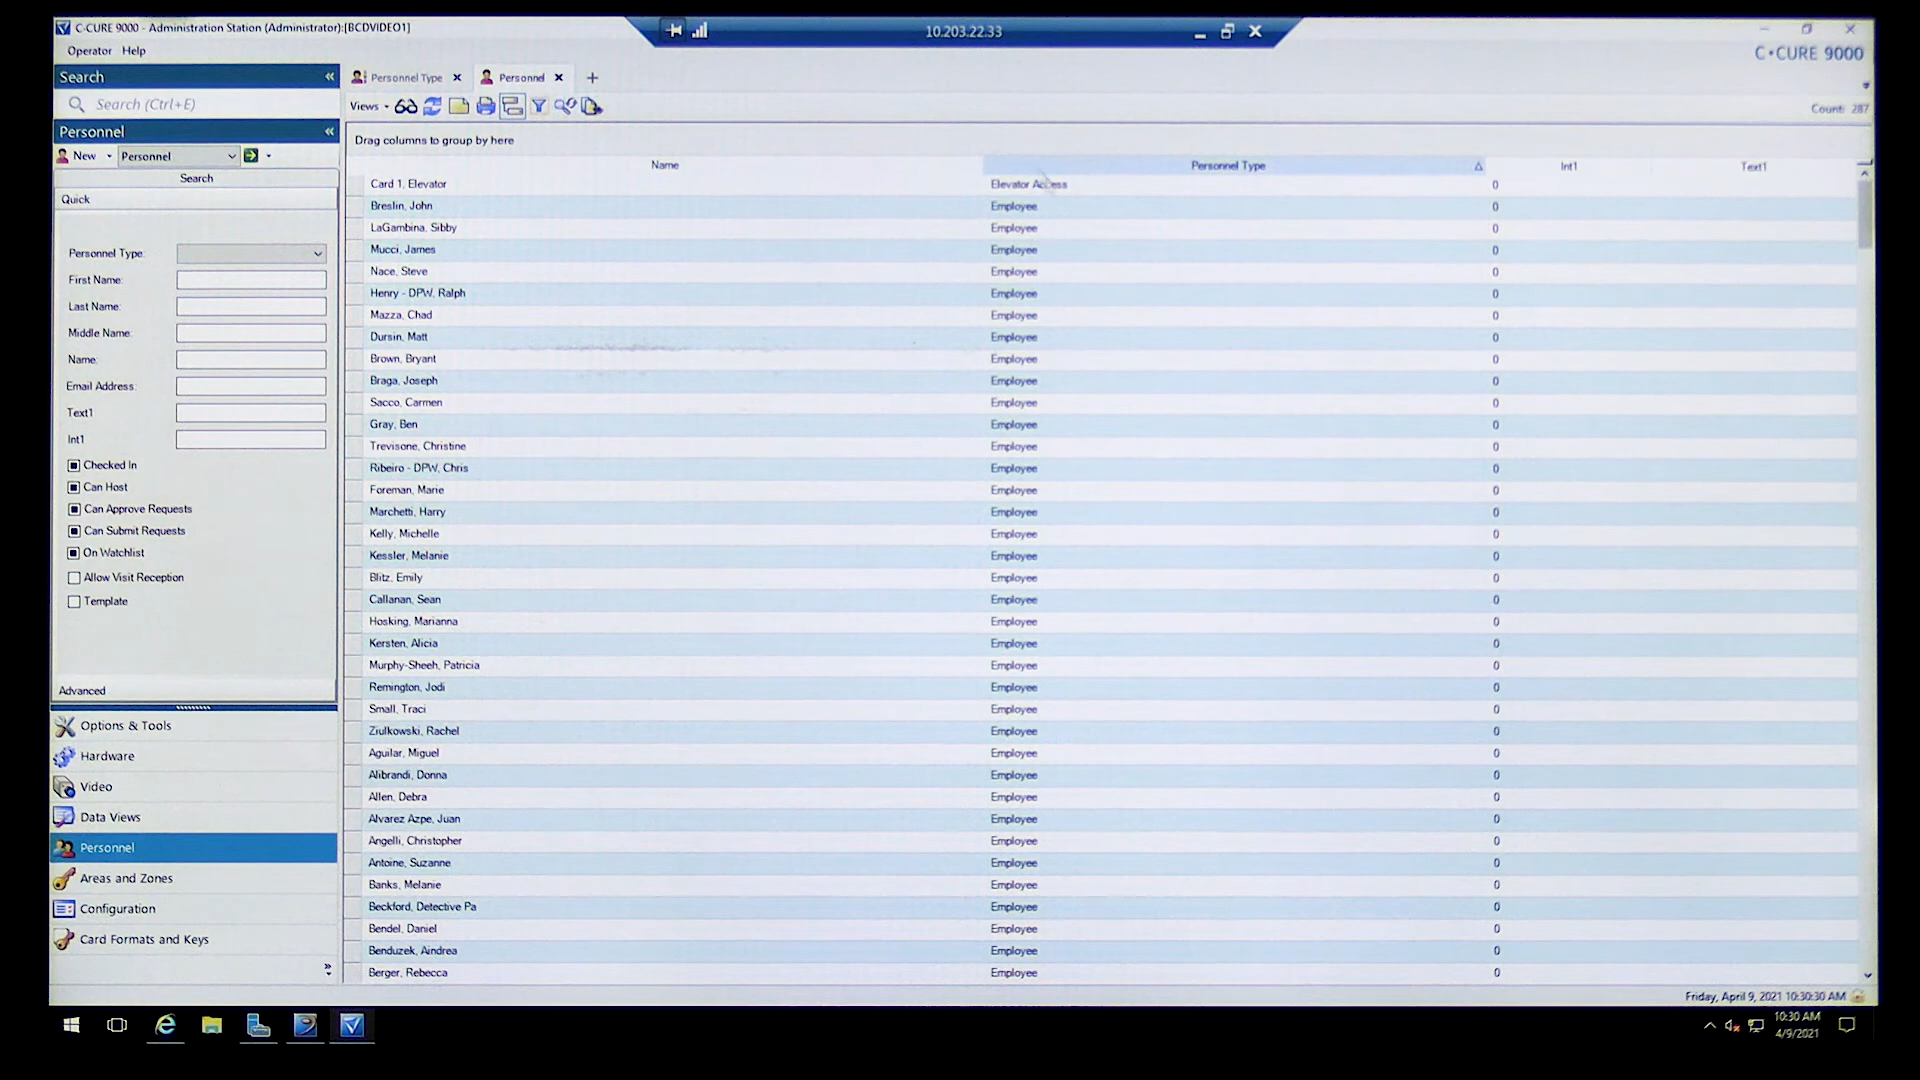 C•CURE 9000 - Administration Station (Administrator):[BCDVIDEO1]
10.203.22.33
Operator Help
C•CURE 9000
Search
Personnel Type
Personnel
Search (Ctrl+E)
Views
Count: 287
Personnel
Drag columns to group by here
New
Personnel
Name
Personnel Type
Int1
Text1
Search
Quick
Personnel Type:
First Name:
Last Name:
Middle Name:
Name:
Email Address:
Text1
Int1
Checked In
Can Host
Can Approve Requests
Can Submit Requests
On Watchlist
Allow Visit Reception
Template
Advanced
Options & Tools
Hardware
Video
Data Views
Personnel
Areas and Zones
Configuration
Card Formats and Keys
Card 1, Elevator Elevator Access 0
Breslin, John Employee 0
LaGambina, Sibby Employee 0
Mucci, James Employee 0
Nace, Steve Employee 0
Henry - DPW, Ralph Employee 0
Mazza, Chad Employee 0
Dursin, Matt Employee 0
Brown, Bryant Employee 0
Braga, Joseph Employee 0
Sacco, Carmen Employee 0
Gray, Ben Employee 0
Trevisone, Christine Employee 0
Ribeiro - DPW, Chris Employee 0
Foreman, Marie Employee 0
Marchetti, Harry Employee 0
Kelly, Michelle Employee 0
Kessler, Melanie Employee 0
Blitz, Emily Employee 0
Callanan, Sean Employee 0
Hosking, Marianna Employee 0
Kersten, Alicia Employee 0
Murphy-Sheeh, Patricia Employee 0
Remington, Jodi Employee 0
Small, Traci Employee 0
Ziulkowski, Rachel Employee 0
Aguilar, Miguel Employee 0
Alibrandi, Donna Employee 0
Allen, Debra Employee 0
Alvarez Azpe, Juan Employee 0
Angelli, Christopher Employee 0
Antoine, Suzanne Employee 0
Banks, Melanie Employee 0
Beckford, Detective Pa Employee 0
Bendel, Daniel Employee 0
Benduzek, Aindrea Employee 0
Berger, Rebecca Employee 0
Friday, April 9, 2021 10:30:30 AM
10:30 AM
4/9/2021